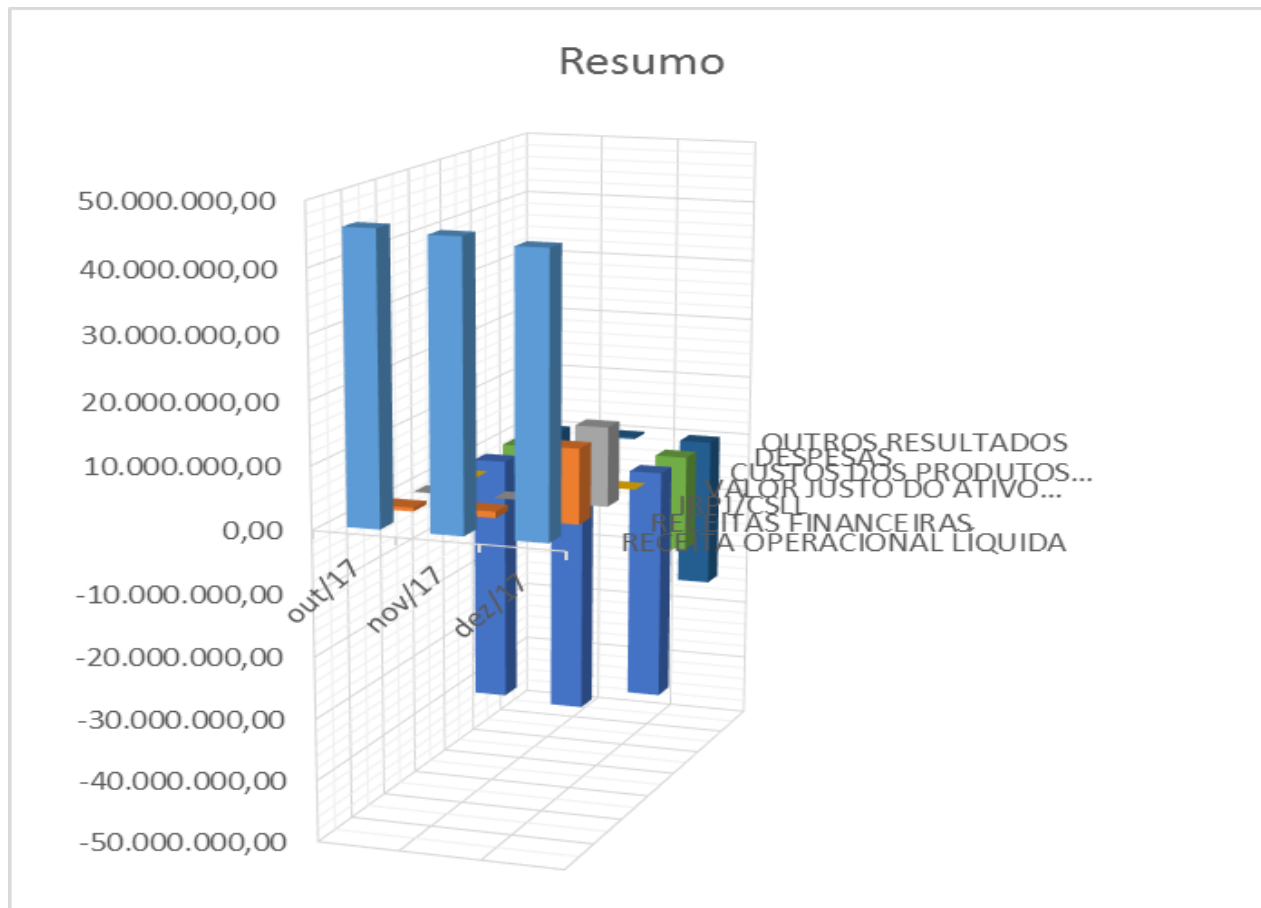 Resumo
50.000.000,00
40.000.000,00
30.000.000,00
20.000.000,00
10.000.000,00
0,00
-10.000.000,00
-20.000.000,00
-30.000.000,00
-40.000.000,00
-50.000.000,00
out/17
nov/17
dez/17
OUTROS RESULTADOS
DESPESAS
CUSTOS DOS PRODUTOS...
VALOR JUSTO DO ATIVO...
IRPJ/CSLL
RECEITAS FINANCEIRAS
RECEITA OPERACIONAL LÍQUIDA